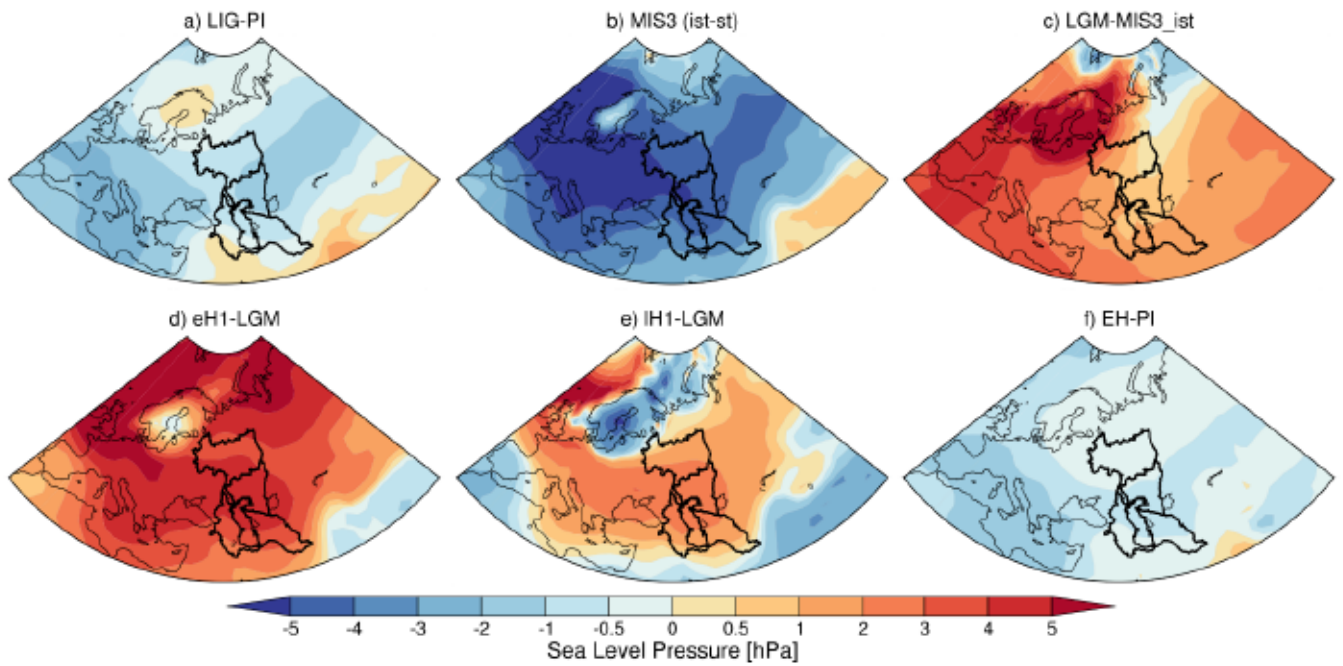 a) LIG-PI
b) MIS3 (ist-st)
c) LGM-MIS3_ist
d) eH1-LGM
e) lH1-LGM
f) EH-PI
-5 -4 -3 -2 -1 -0.5 0 0.5 1 2 3 4 5
Sea Level Pressure [hPa]